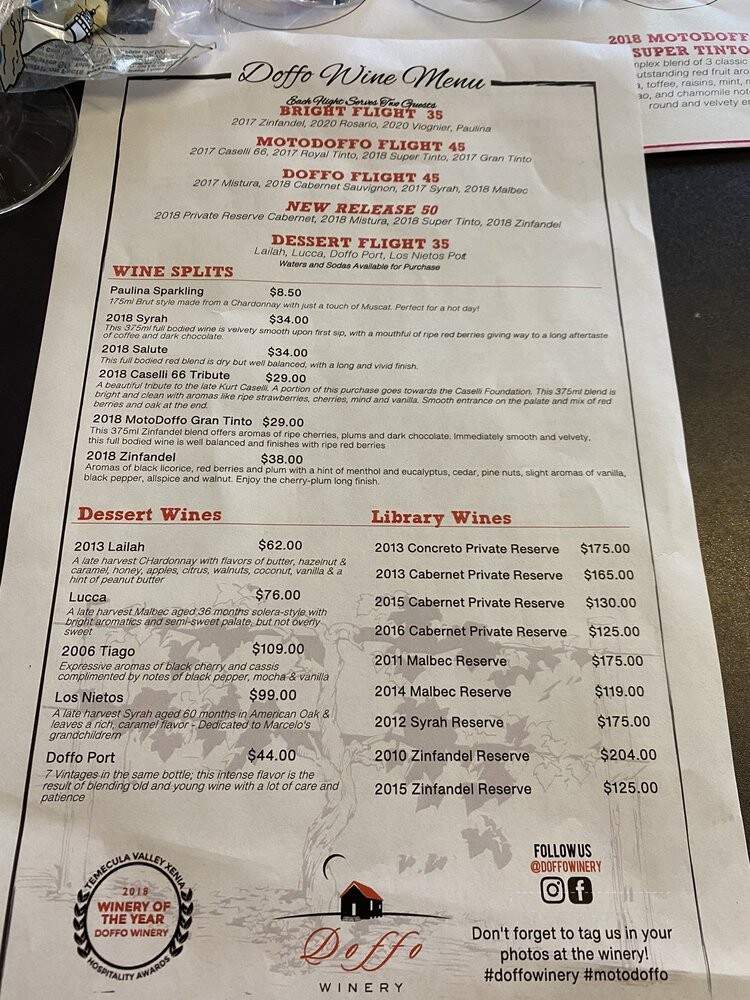 Doffo Wine Menu
Each Flight Serves Two Guests
BRIGHT FLIGHT 35
2017 Zinfandel, 2020 Rosario, 2020 Viognier, Paulina
MOTODOFFO FLIGHT 45
2017 Caselli 66, 2017 Royal Tinto, 2018 Super Tinto, 2017 Gran Tinto
DOFFO FLIGHT 45
2017 Mistura, 2018 Cabernet Sauvignon, 2017 Syrah, 2018 Malbec
NEW RELEASE 50
2018 Private Reserve Cabernet, 2018 Mistura, 2018 Super Tinto, 2018 Zinfandel
DESSERT FLIGHT 35
Lailah, Lucca, Doffo Port, Los Nietos Port
Waters and Sodas Available for Purchase
WINE SPLITS
Paulina Sparkling $8.50
175ml Brut style made from a Chardonnay with just a touch of Muscat. Perfect for a hot day!
2018 Syrah $34.00
This 375ml full bodied wine is velvety smooth upon first sip, with a mouthful of ripe red berries giving way to a long aftertaste
of coffee and dark chocolate.
2018 Salute $34.00
This full bodied red blend is dry but well balanced, with a long and vivid finish.
2018 Caselli 66 Tribute $29.00
A beautiful tribute to the late Kurt Caselli. A portion of this purchase goes towards the Caselli Foundation. This 375ml blend is
bright and clean with aromas like ripe strawberries, cherries, mind and vanilla. Smooth entrance on the palate and mix of red
berries and oak at the end.
2018 MotoDoffo Gran Tinto $29.00
This 375ml Zinfandel blend offers aromas of ripe cherries, plums and dark chocolate. Immediately smooth and velvety,
this full bodied wine is well balanced and finishes with ripe red berries
2018 Zinfandel $38.00
Aromas of black licorice, red berries and plum with a hint of menthol and eucalyptus, cedar, pine nuts, slight aromas of vanilla,
black pepper, allspice and walnut. Enjoy the cherry-plum long finish.
Dessert Wines
2013 Lailah $62.00
A late harvest CHardonnay with flavors of butter, hazelnut &
caramel, honey, apples, citrus, walnuts, coconut, vanilla & a
hint of peanut butter
Lucca $76.00
A late harvest Malbec aged 36 months solera-style with
bright aromatics and semi-sweet palate, but not overly
sweet
2006 Tiago $109.00
Expressive aromas of black cherry and cassis
complimented by notes of black pepper, mocha & vanilla
Los Nietos $99.00
A late harvest Syrah aged 60 months in American Oak &
leaves a rich, caramel flavor - Dedicated to Marcelo's
grandchildrern
Doffo Port $44.00
7 Vintages in the same bottle; this intense flavor is the
result of blending old and young wine with a lot of care and
patience
Library Wines
2013 Concreto Private Reserve $175.00
2013 Cabernet Private Reserve $165.00
2015 Cabernet Private Reserve $130.00
2016 Cabernet Private Reserve $125.00
2011 Malbec Reserve $175.00
2014 Malbec Reserve $119.00
2012 Syrah Reserve $175.00
2010 Zinfandel Reserve $204.00
2015 Zinfandel Reserve $125.00
TEMECULA VALLEY XENIA
2018
WINERY OF
THE YEAR
DOFFO WINERY
HOSPITALITY AWARDS
Doffo
WINERY
FOLLOW US
@DOFFOWINERY
Don't forget to tag us in your
photos at the winery!
#doffowinery #motodoffo
2018 MOTODOFF
SUPER TINTO
mplex blend of 3 classic
utstanding red fruit aro
, toffee, raisins, mint, m
ao, and chamomile not
round and velvety e